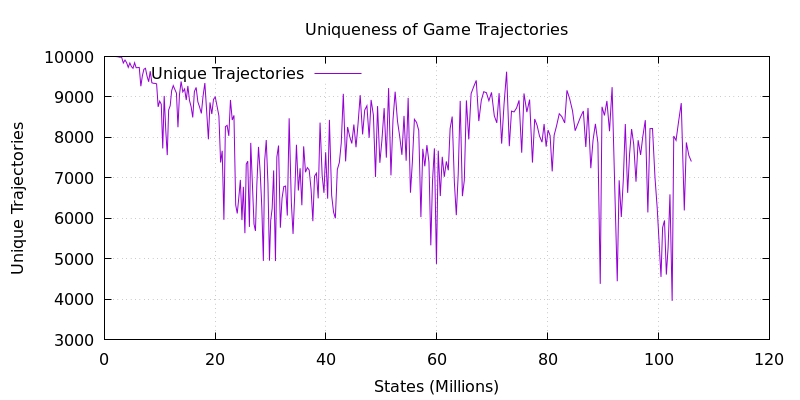 Uniqueness of Game Trajectories
10000
9000
8000
7000
6000
5000
4000
3000
Unique Trajectories
Unique Trajectories
0 20 40 60 80 100 120
States (Millions)